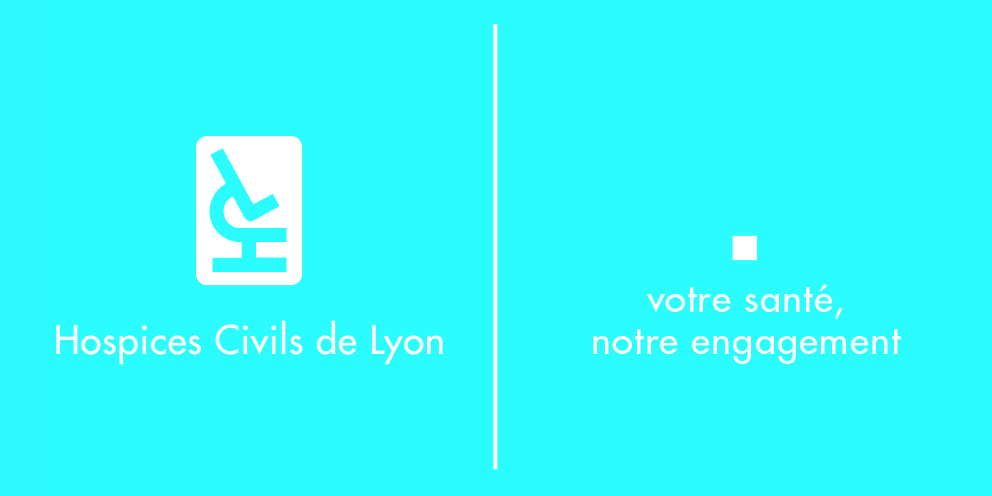 Hospices Civils de Lyon
votre santé,
notre engagement